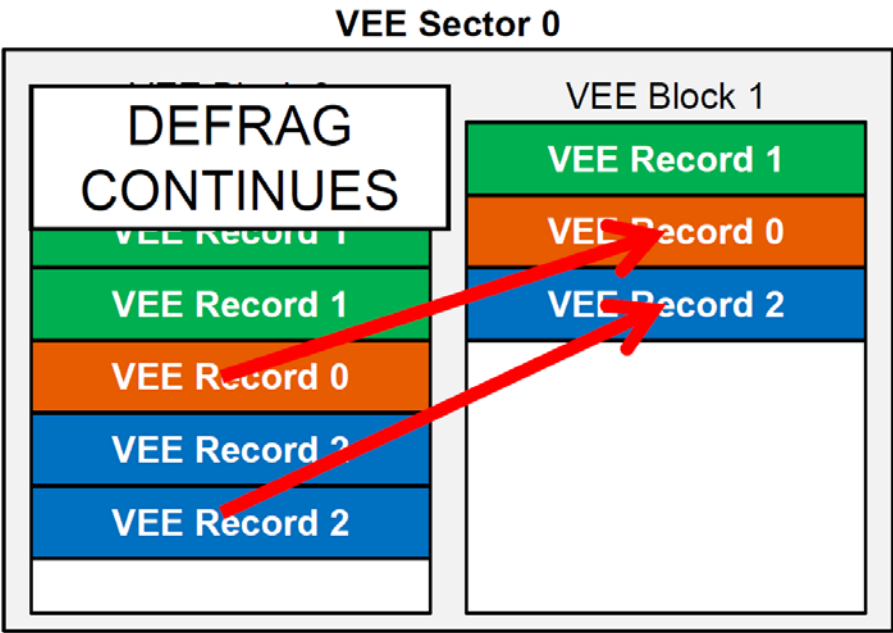 VEE Sector 0
DEFRAG
CONTINUES
VEE Record 1
VEE Record 1
VEE Record 0
VEE Record 2
VEE Record 2
VEE Block 1
VEE Record 1
VEE Record 0
VEE Record 2